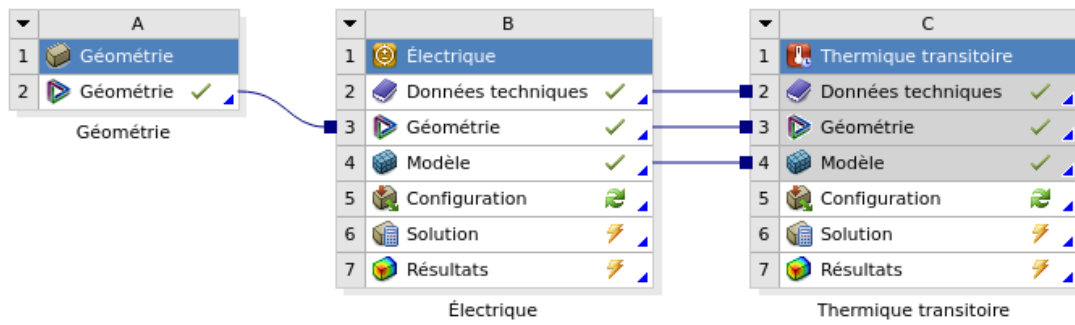 A
1 Géométrie
2 Géométrie
Géométrie
B
1 Électrique
2 Données techniques
3 Géométrie
4 Modèle
5 Configuration
6 Solution
7 Résultats
Électrique
C
1 Thermique transitoire
2 Données techniques
3 Géométrie
4 Modèle
5 Configuration
6 Solution
7 Résultats
Thermique transitoire